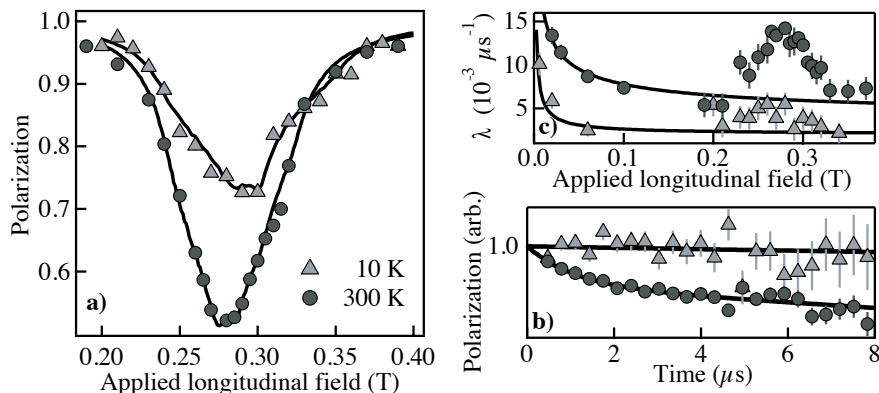 1.0
0.9
0.8
0.7
0.6
Polarization
a)
10 K
300 K
0.20 0.25 0.30 0.35 0.40
Applied longitudinal field (T)
15
10
5
λ (10⁻³ μs⁻¹)
c)
0.0 0.1 0.2 0.3
Applied longitudinal field (T)
1.0
Polarization (arb.)
b)
0 2 4 6 8
Time (μs)